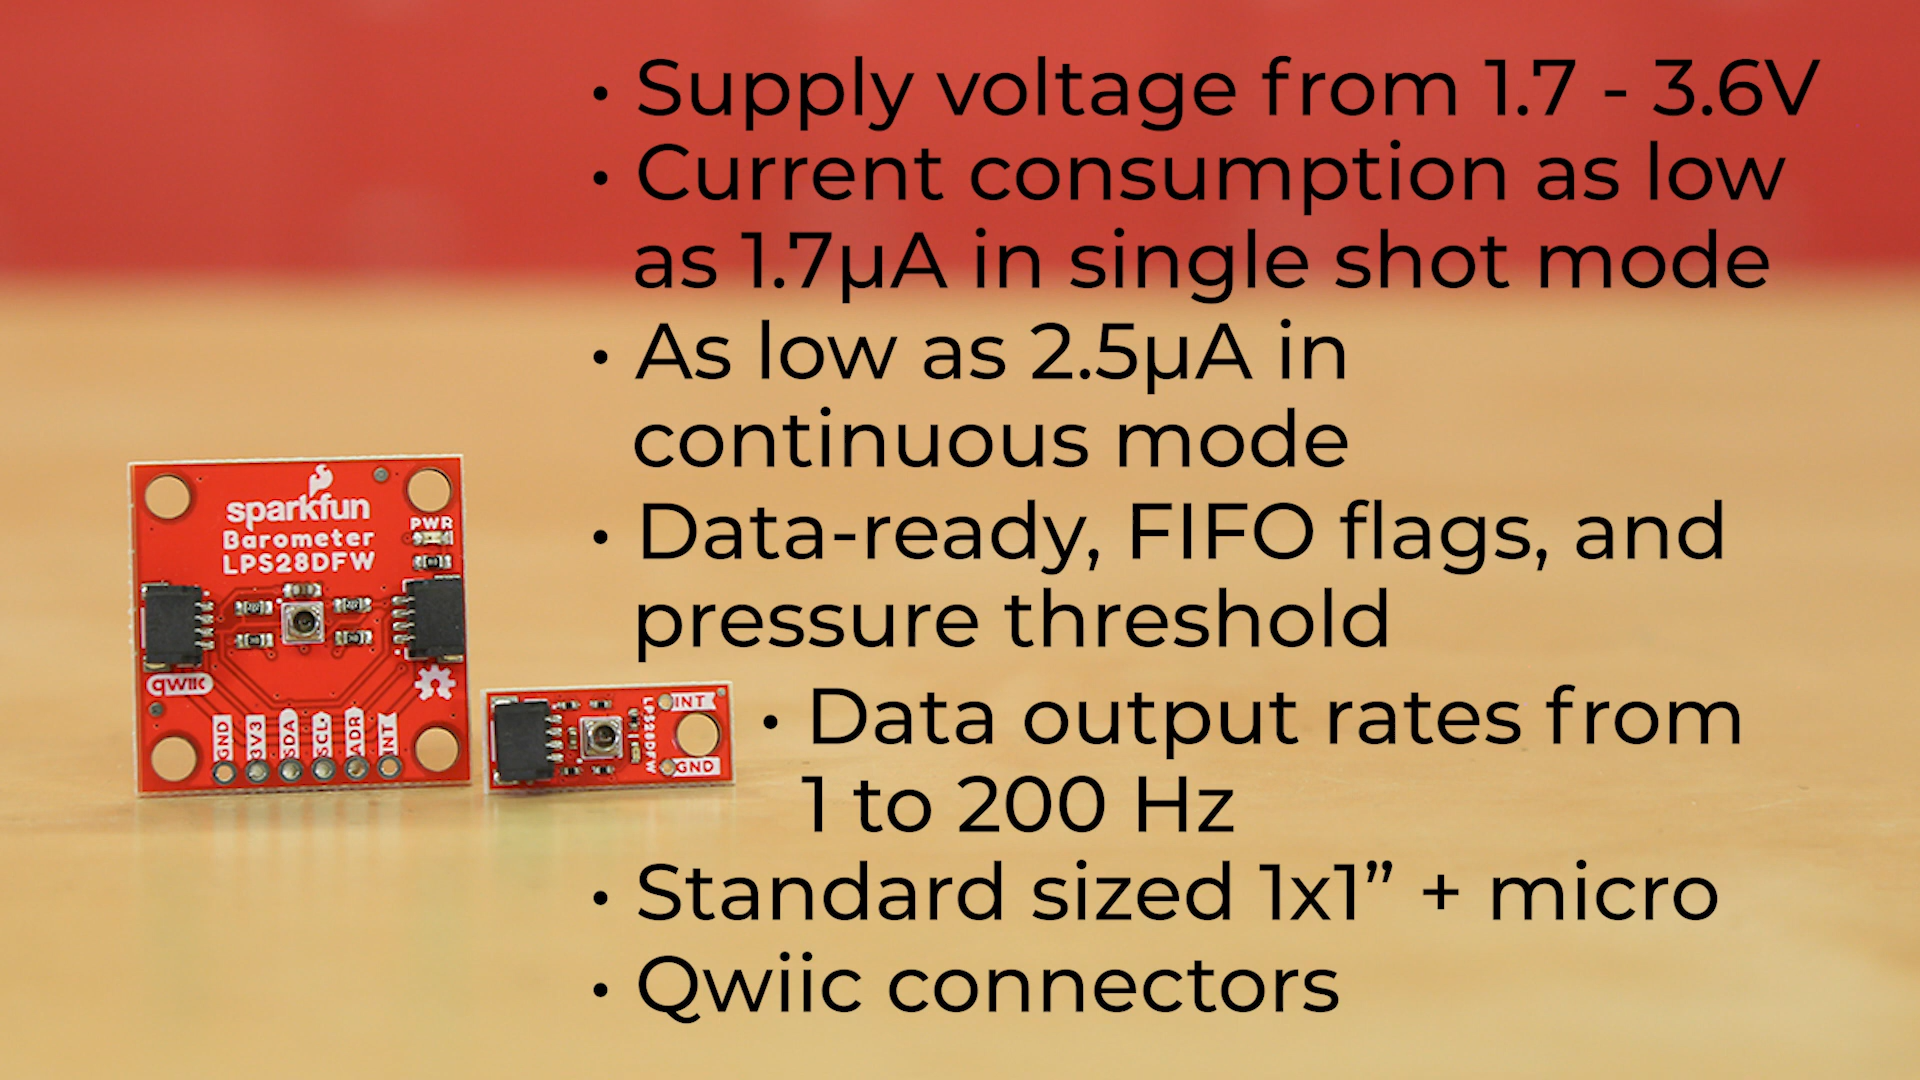 • Supply voltage from 1.7 - 3.6V
• Current consumption as low
as 1.7µA in single shot mode
• As low as 2.5µA in
continuous mode
• Data-ready, FIFO flags, and
pressure threshold
• Data output rates from
1 to 200 Hz
• Standard sized 1x1” + micro
• Qwiic connectors
sparkfun
Barometer
LPS28DFW
PWR
qwiic
GND
3V3
SDA
SCL
ADR
INT
INT
LPS28DFW
GND